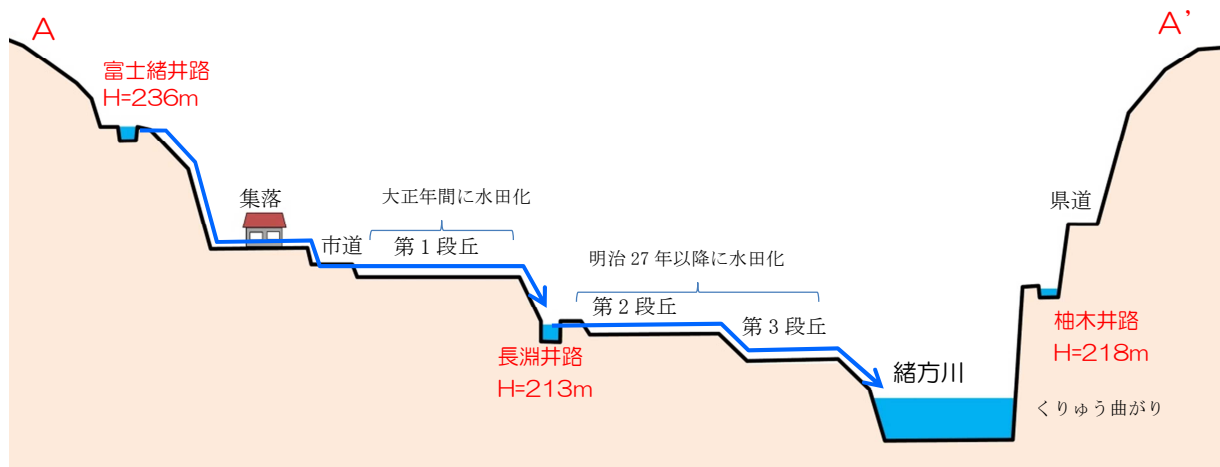 A
A’
富士緒井路
H=236m
集落
市道
大正年間に水田化
第１段丘
明治 27 年以降に水田化
第２段丘
第３段丘
県道
長淵井路
H=213m
緒方川
柚木井路
H=218m
くりゅう曲がり